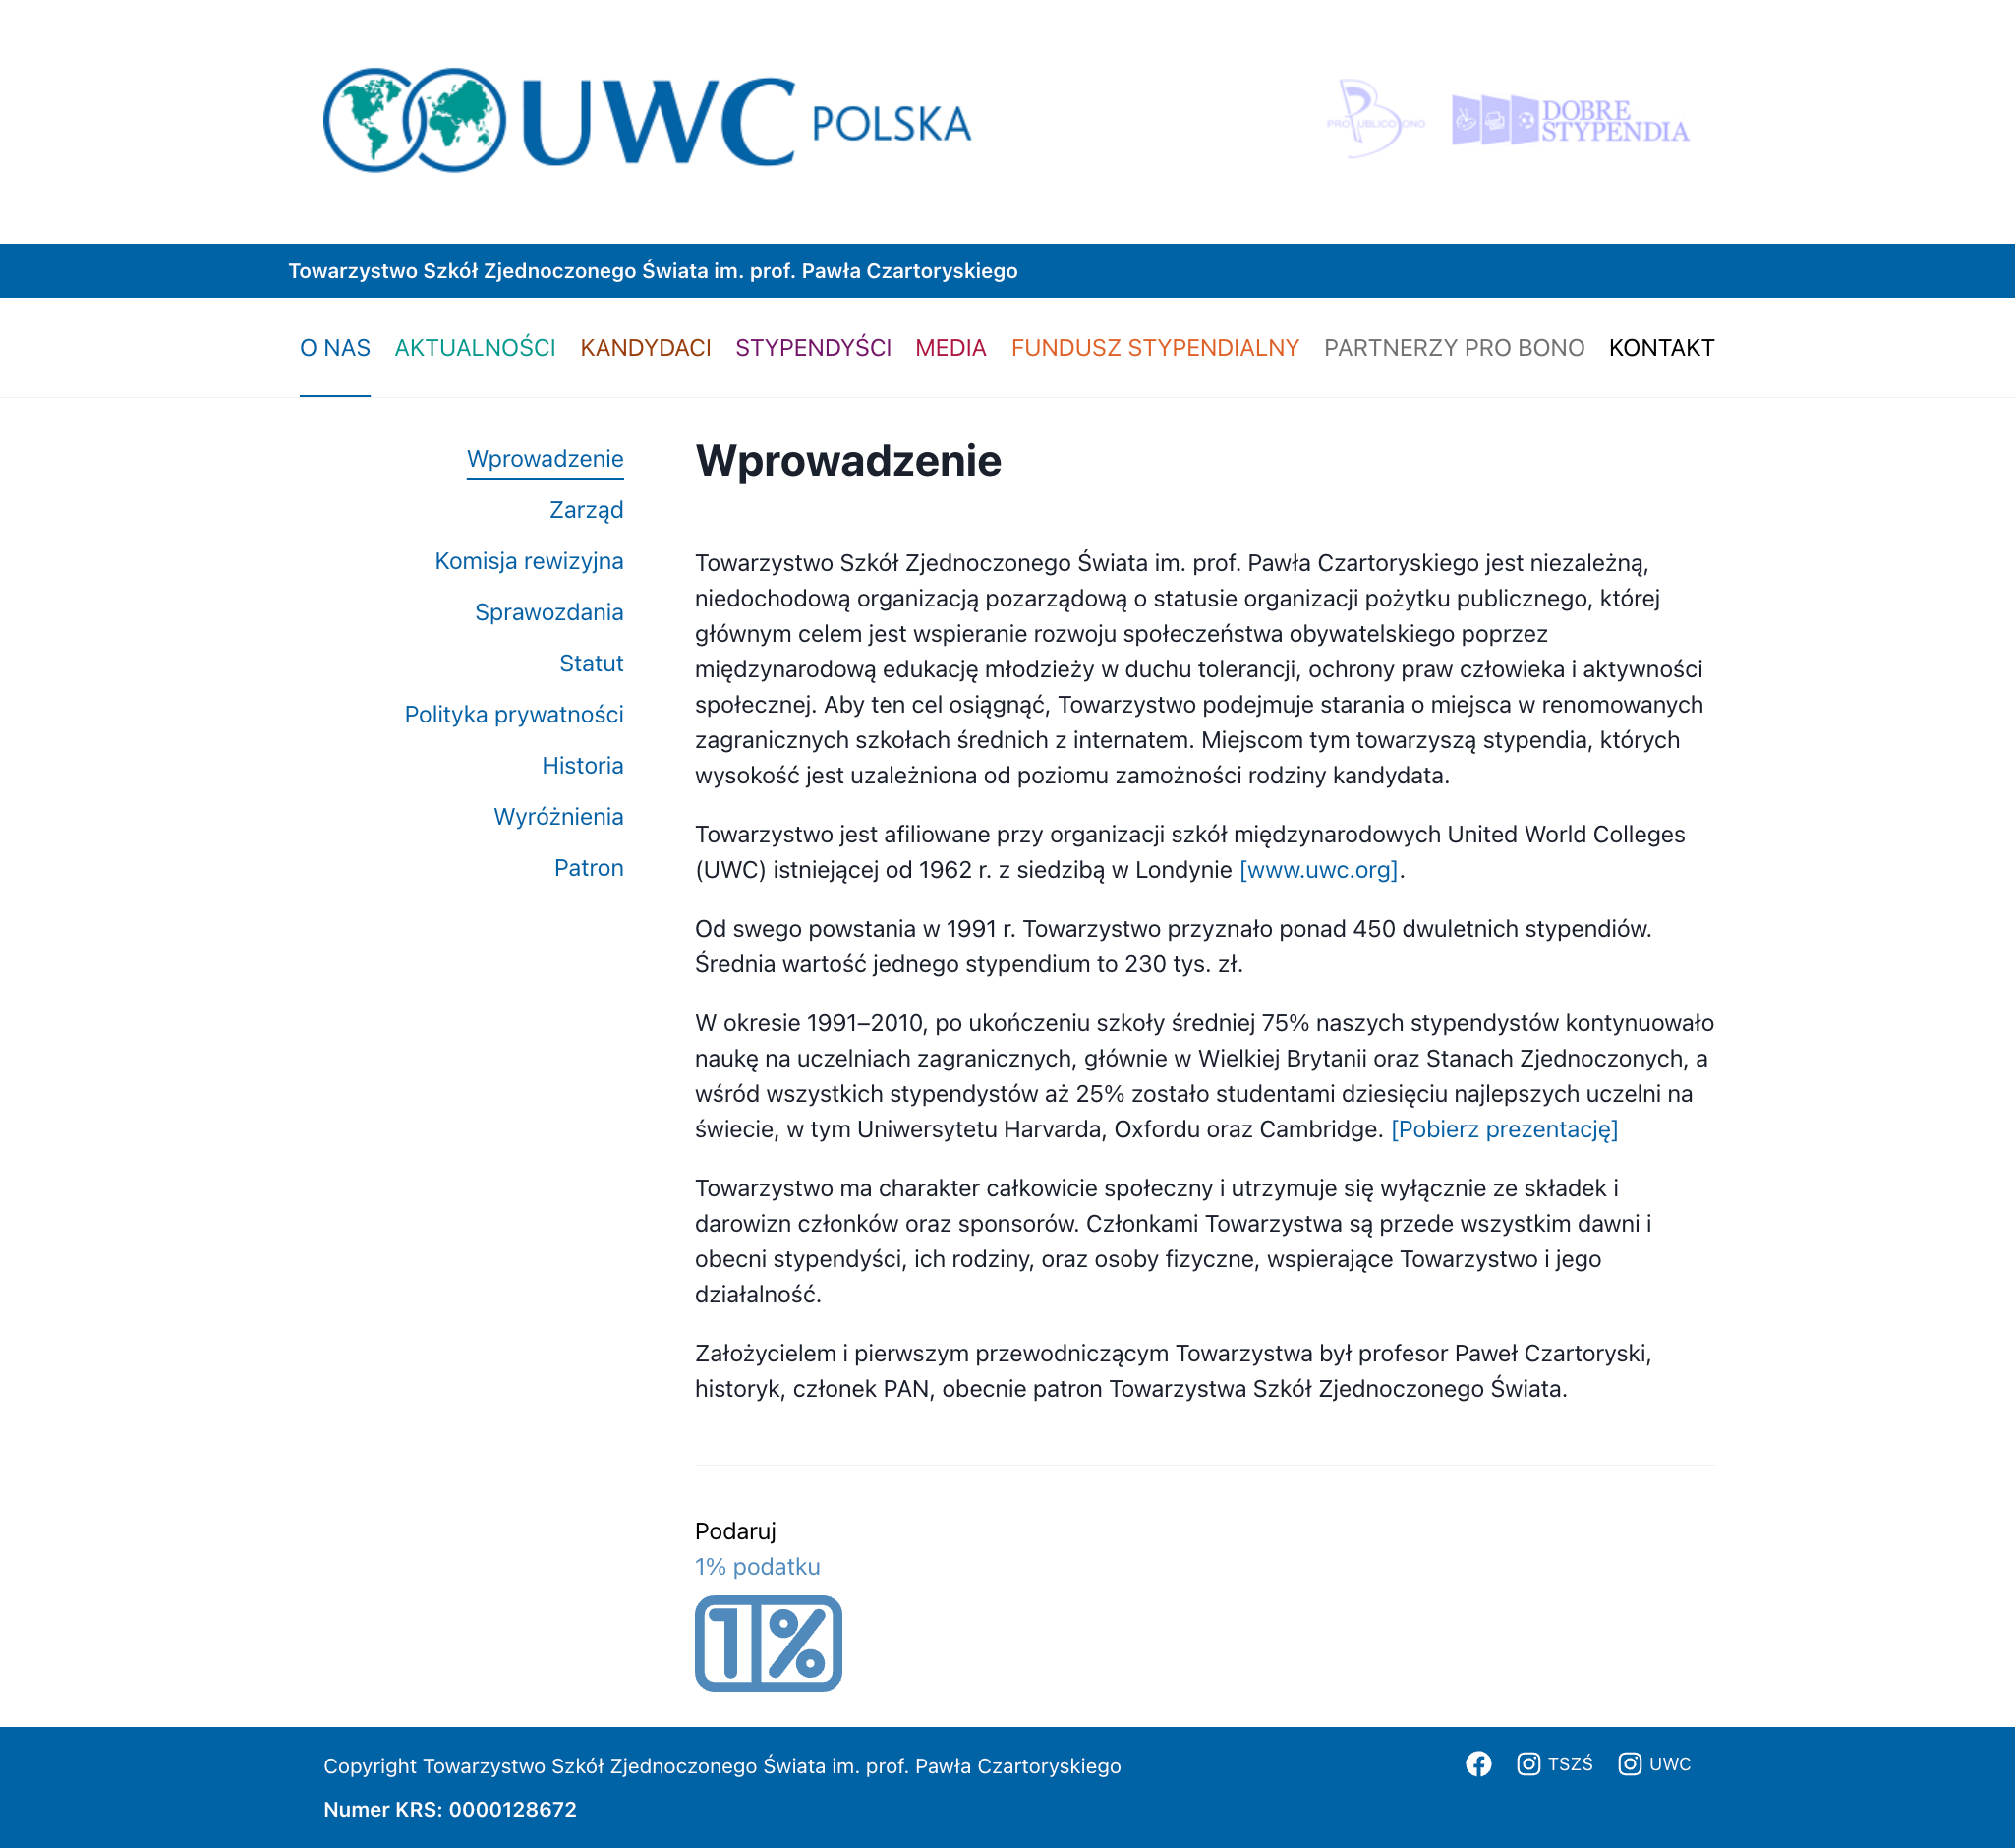 UWC POLSKA
PRO PUBLICO BONO
DOBRE
STYPENDIA
Towarzystwo Szkół Zjednoczonego Świata im. prof. Pawła Czartoryskiego
O NAS AKTUALNOŚCI KANDYDACI STYPENDYŚCI MEDIA FUNDUSZ STYPENDIALNY PARTNERZY PRO BONO KONTAKT
Wprowadzenie
Zarząd
Komisja rewizyjna
Sprawozdania
Statut
Polityka prywatności
Historia
Wyróżnienia
Patron
Wprowadzenie
Towarzystwo Szkół Zjednoczonego Świata im. prof. Pawła Czartoryskiego jest niezależną,
niedochodową organizacją pozarządową o statusie organizacji pożytku publicznego, której
głównym celem jest wspieranie rozwoju społeczeństwa obywatelskiego poprzez
międzynarodową edukację młodzieży w duchu tolerancji, ochrony praw człowieka i aktywności
społecznej. Aby ten cel osiągnąć, Towarzystwo podejmuje starania o miejsca w renomowanych
zagranicznych szkołach średnich z internatem. Miejscom tym towarzyszą stypendia, których
wysokość jest uzależniona od poziomu zamożności rodziny kandydata.
Towarzystwo jest afiliowane przy organizacji szkół międzynarodowych United World Colleges
(UWC) istniejącej od 1962 r. z siedzibą w Londynie [www.uwc.org].
Od swego powstania w 1991 r. Towarzystwo przyznało ponad 450 dwuletnich stypendiów.
Średnia wartość jednego stypendium to 230 tys. zł.
W okresie 1991–2010, po ukończeniu szkoły średniej 75% naszych stypendystów kontynuowało
naukę na uczelniach zagranicznych, głównie w Wielkiej Brytanii oraz Stanach Zjednoczonych, a
wśród wszystkich stypendystów aż 25% zostało studentami dziesięciu najlepszych uczelni na
świecie, w tym Uniwersytetu Harvarda, Oxfordu oraz Cambridge. [Pobierz prezentację]
Towarzystwo ma charakter całkowicie społeczny i utrzymuje się wyłącznie ze składek i
darowizn członków oraz sponsorów. Członkami Towarzystwa są przede wszystkim dawni i
obecni stypendyści, ich rodziny, oraz osoby fizyczne, wspierające Towarzystwo i jego
działalność.
Założycielem i pierwszym przewodniczącym Towarzystwa był profesor Paweł Czartoryski,
historyk, członek PAN, obecnie patron Towarzystwa Szkół Zjednoczonego Świata.
Podaruj
1% podatku
1%
Copyright Towarzystwo Szkół Zjednoczonego Świata im. prof. Pawła Czartoryskiego
TSZŚ UWC
Numer KRS: 0000128672